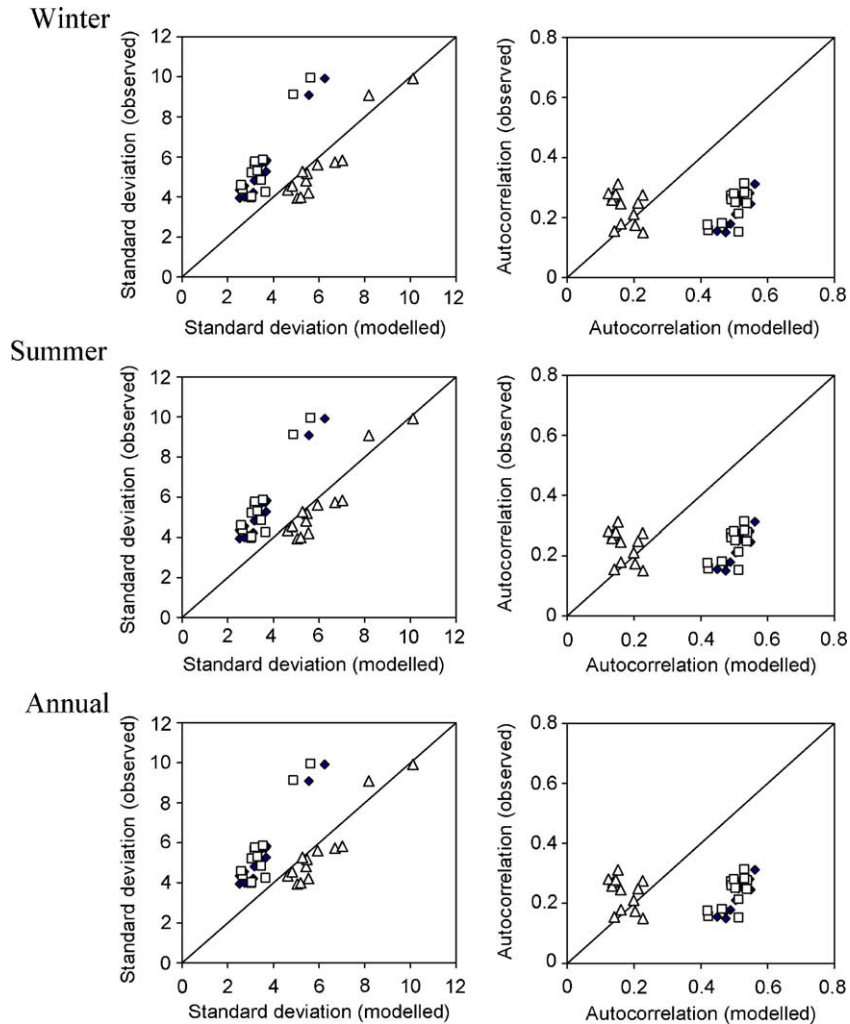 Winter
Standard deviation (observed)
12
10
8
6
4
2
0
0 2 4 6 8 10 12
Standard deviation (modelled)
Autocorrelation (observed)
0.8
0.6
0.4
0.2
0
0 0.2 0.4 0.6 0.8
Autocorrelation (modelled)
Summer
Standard deviation (observed)
12
10
8
6
4
2
0
0 2 4 6 8 10 12
Standard deviation (modelled)
Autocorrelation (observed)
0.8
0.6
0.4
0.2
0
0 0.2 0.4 0.6 0.8
Autocorrelation (modelled)
Annual
Standard deviation (observed)
12
10
8
6
4
2
0
0 2 4 6 8 10 12
Standard deviation (modelled)
Autocorrelation (observed)
0.8
0.6
0.4
0.2
0
0 0.2 0.4 0.6 0.8
Autocorrelation (modelled)